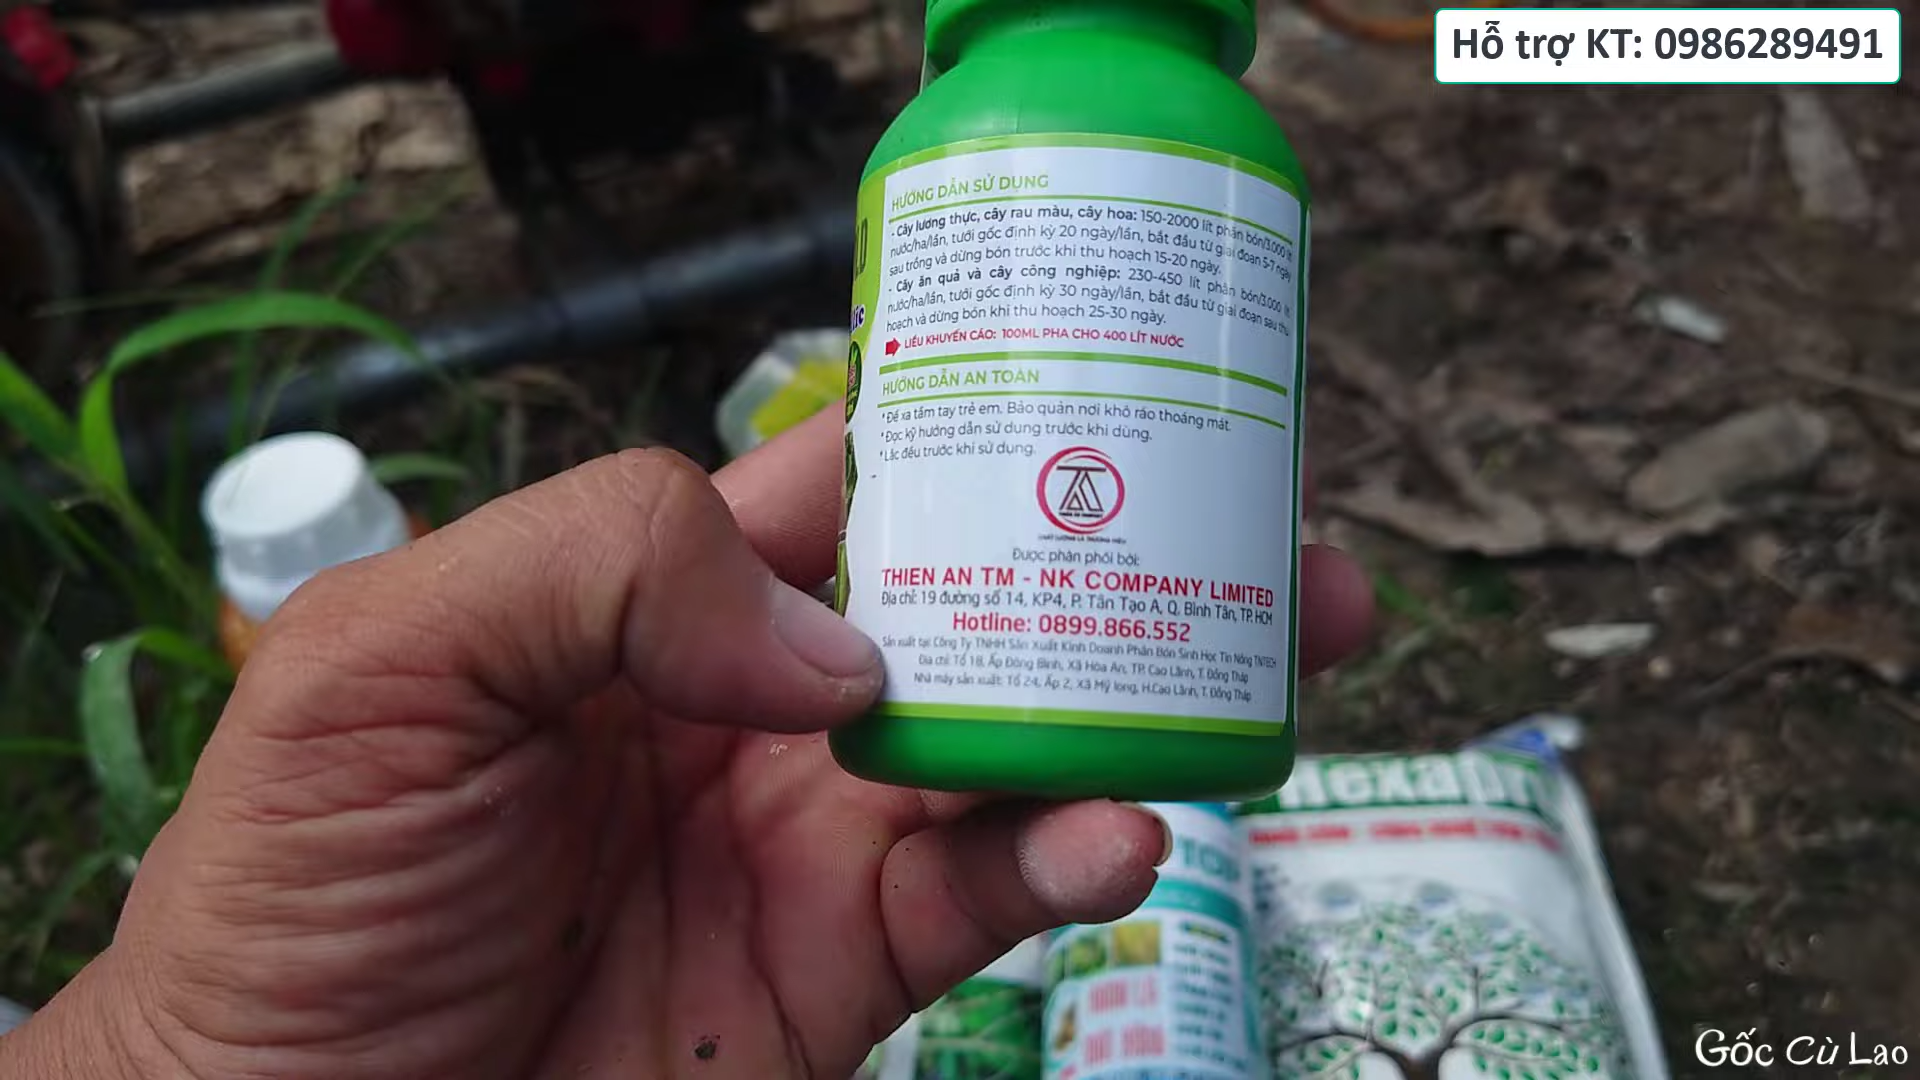 Hỗ trợ KT: 0986289491
HƯỚNG DẪN SỬ DỤNG
- Cây lương thực, cây rau màu, cây hoa: 150-2000 lít phân bón/3.000 lít
nước/ha/lần, tưới gốc định kỳ 20 ngày/lần, bắt đầu từ giai đoạn 5-7 ngày
sau trồng và dừng bón trước khi thu hoạch 15-20 ngày.
- Cây ăn quả và cây công nghiệp: 230-450 lít phân bón/3.000 lít
nước/ha/lần, tưới gốc định kỳ 30 ngày/lần, bắt đầu từ giai đoạn sau thu
hoạch và dừng bón khi thu hoạch 25-30 ngày.
LIỀU KHUYẾN CÁO: 100ML PHA CHO 400 LÍT NƯỚC
HƯỚNG DẪN AN TOÀN
* Để xa tầm tay trẻ em. Bảo quản nơi khô ráo thoáng mát.
* Đọc kỹ hướng dẫn sử dụng trước khi dùng.
* Lắc đều trước khi sử dụng.
CHẤT LƯỢNG LÀ THƯƠNG HIỆU
Được phân phối bởi:
THIEN AN TM - NK COMPANY LIMITED
Địa chỉ: 19 đường số 14, KP4, P. Tân Tạo A, Q. Bình Tân, TP. HCM
Hotline: 0899.866.552
Sản xuất tại: Công Ty TNHH Sản Xuất Kinh Doanh Phân Bón Sinh Học Tín Nông TNTECH
Địa chỉ: Tổ 18, Ấp Đông Bình, Xã Hòa An, TP. Cao Lãnh, T. Đồng Tháp
Nhà máy sản xuất: Tổ 24, Ấp 2, Xã Mỹ long, H.Cao Lãnh, T. Đồng Tháp
Gốc Cù Lao